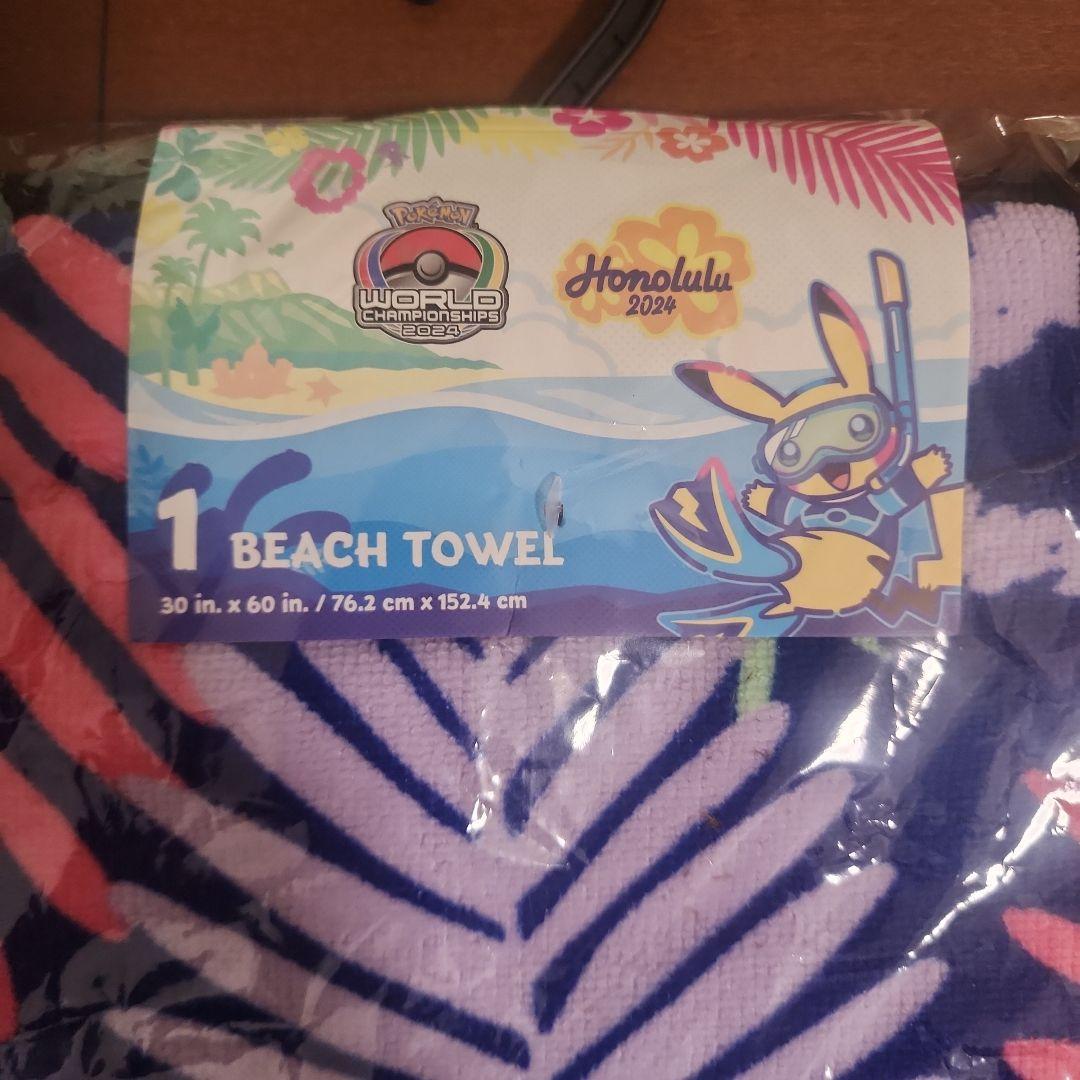 POKéMON
WORLD
CHAMPIONSHIPS
2024
Honolulu
2024
1 BEACH TOWEL
30 in. x 60 in. / 76.2 cm x 152.4 cm